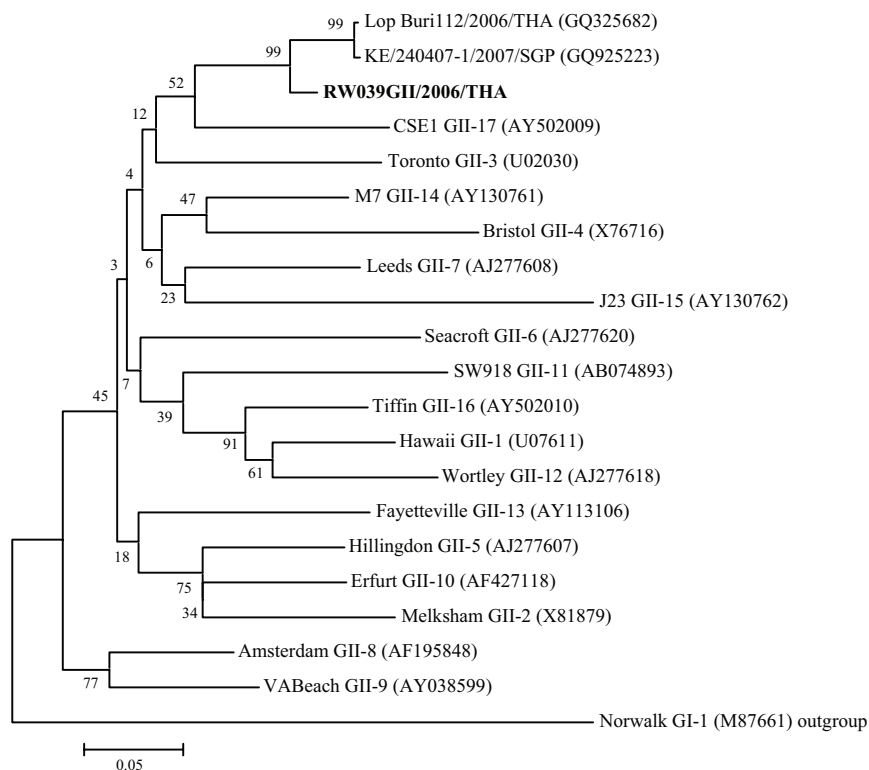 99
Lop Buri112/2006/THA (GQ325682)
99
KE/240407-1/2007/SGP (GQ925223)
52
RW039GII/2006/THA
12
CSE1 GII-17 (AY502009)
Toronto GII-3 (U02030)
4
47
M7 GII-14 (AY130761)
Bristol GII-4 (X76716)
3
6
Leeds GII-7 (AJ277608)
23
J23 GII-15 (AY130762)
Seacroft GII-6 (AJ277620)
7
SW918 GII-11 (AB074893)
45
39
Tiffin GII-16 (AY502010)
91
Hawaii GII-1 (U07611)
61
Wortley GII-12 (AJ277618)
Fayetteville GII-13 (AY113106)
18
Hillingdon GII-5 (AJ277607)
75
Erfurt GII-10 (AF427118)
34
Melksham GII-2 (X81879)
Amsterdam GII-8 (AF195848)
77
VABeach GII-9 (AY038599)
Norwalk GI-1 (M87661) outgroup
0.05